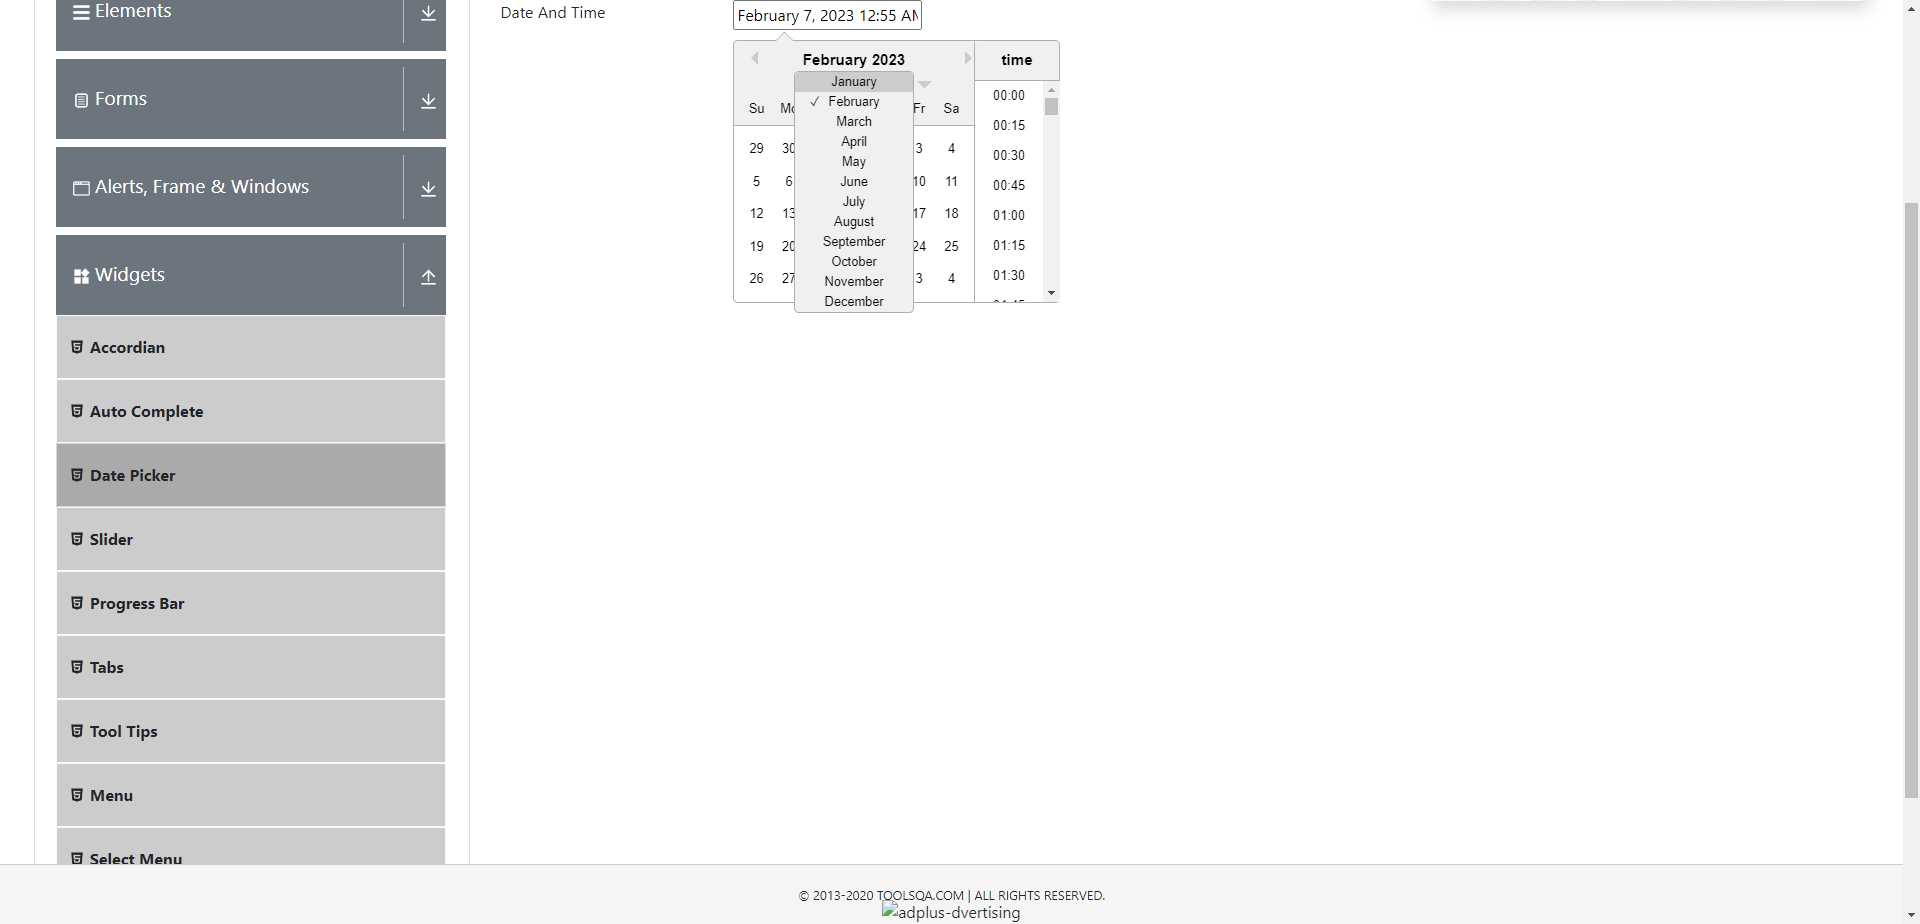 Elements
Forms
Alerts, Frame & Windows
Widgets
Accordian
Auto Complete
Date Picker
Slider
Progress Bar
Tabs
Tool Tips
Menu
Select Menu
Date And Time
February 7, 2023 12:55 AM
February 2023
January
✓ February
March
April
May
June
July
August
September
October
November
December
Su Mo Fr Sa
29 30 3 4
5 6 10 11
12 13 17 18
19 20 24 25
26 27 3 4
time
00:00
00:15
00:30
00:45
01:00
01:15
01:30
01:45
© 2013-2020 TOOLSQA.COM | ALL RIGHTS RESERVED.
adplus-dvertising